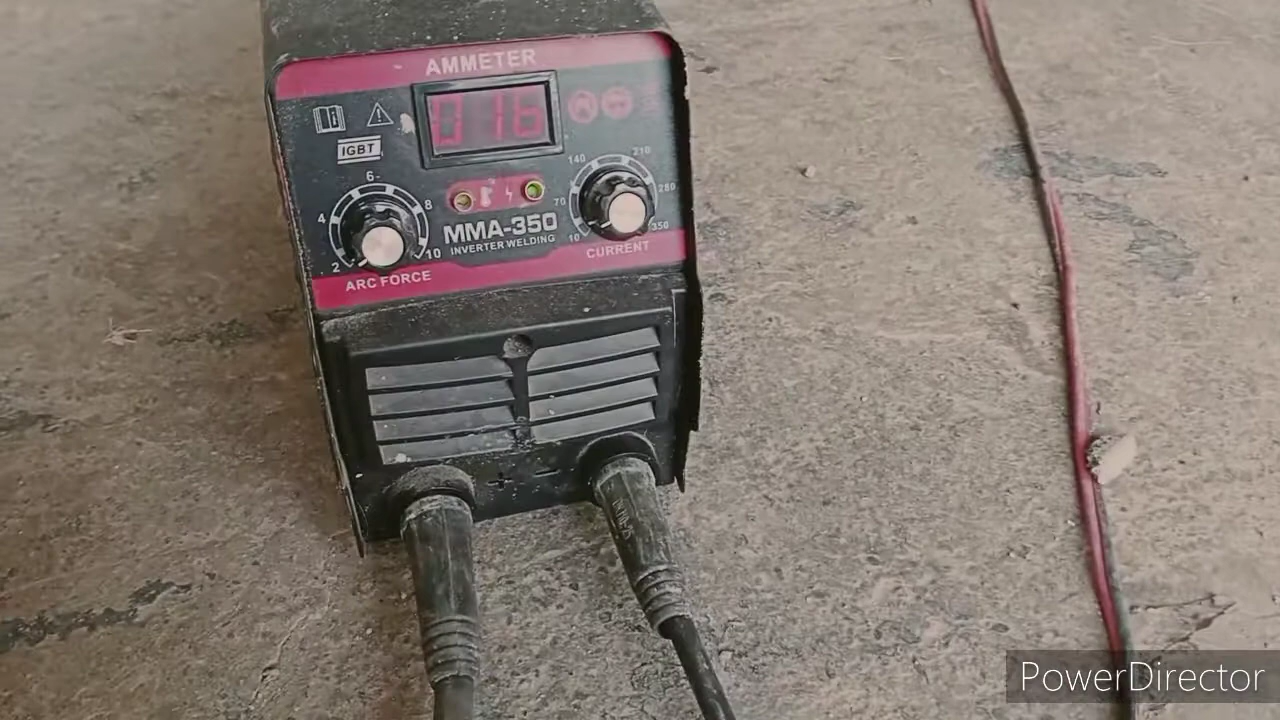 AMMETER
016
IGBT
6-
4
8
2
10
ARC FORCE
MMA-350
INVERTER WELDING
140
210
70
280
10
350
CURRENT
+ -
PowerDirector